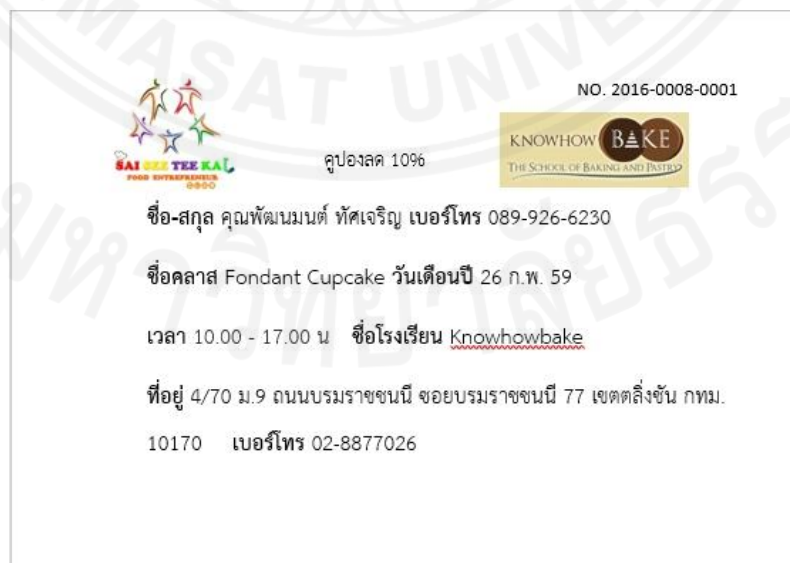 NO. 2016-0008-0001
SAI SEE TEE KAL
FOOD ENTREPRENEUR
KNOWHOW BAKE
THE SCHOOL OF BAKING AND PASTRY
คูปองลด 10%
ชื่อ-สกุล คุณพัฒนมนต์ ทัศเจริญ เบอร์โทร 089-926-6230
ชื่อคลาส Fondant Cupcake วันเดือนปี 26 ก.พ. 59
เวลา 10.00 - 17.00 น ชื่อโรงเรียน Knowhowbake
ที่อยู่ 4/70 ม.9 ถนนบรมราชชนนี ซอยบรมราชชนนี 77 เขตตลิ่งชัน กทม.
10170 เบอร์โทร 02-8877026